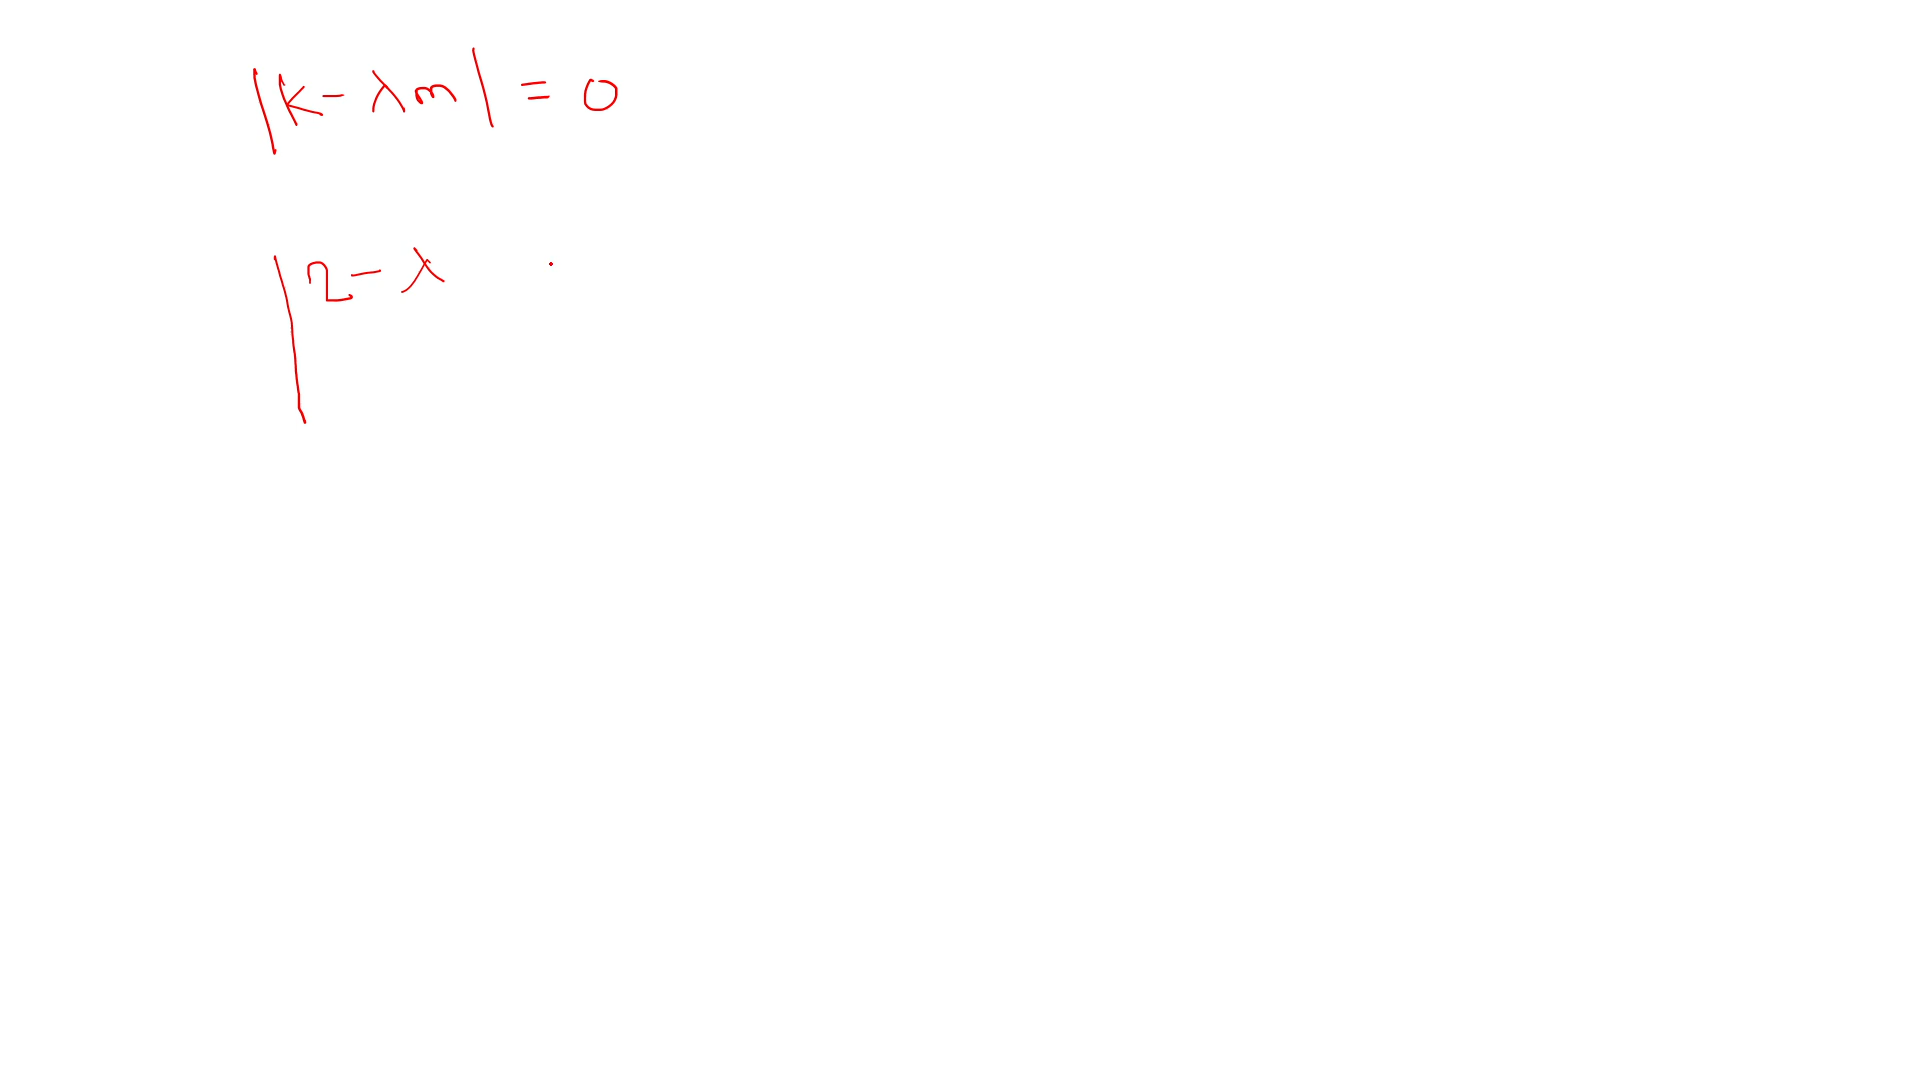 |k - λm| = 0
|2 - λ